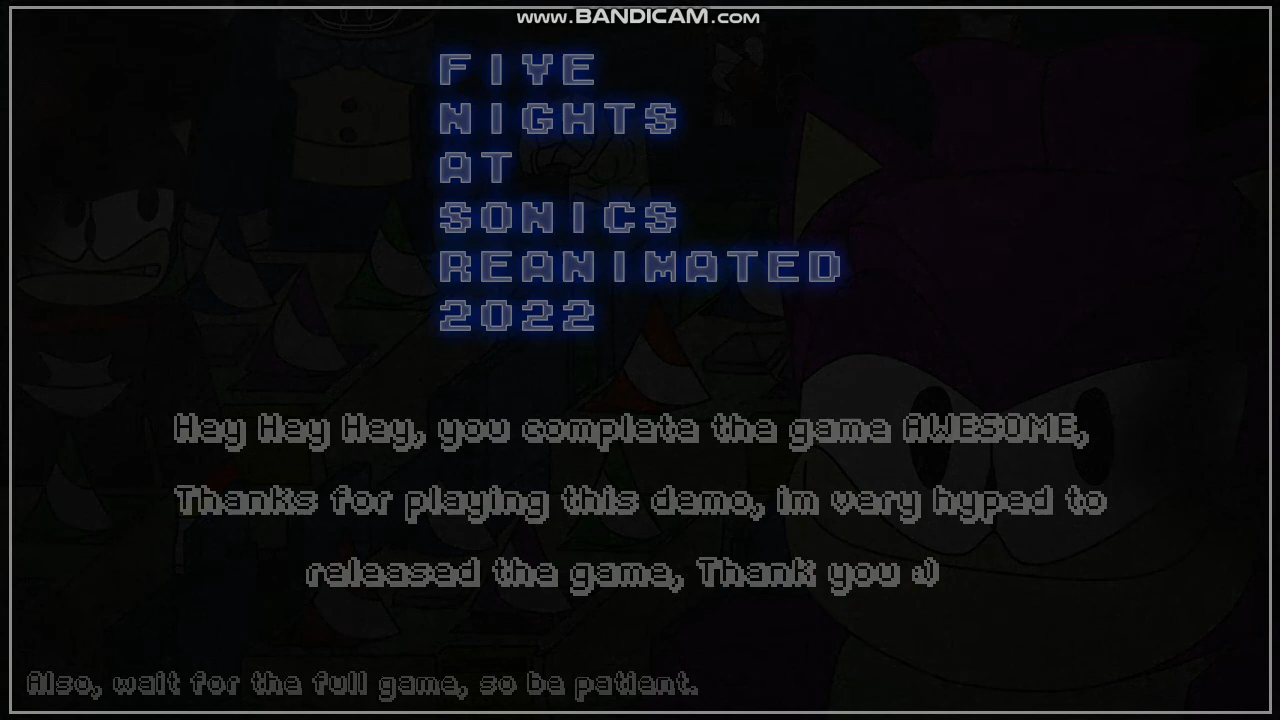 www.BANDICAM.com
FIVE
NIGHTS
AT
SONICS
REANIMATED
2022
Hey Hey Hey, you complete the game AWESOME,
Thanks for playing this demo, im very hyped to
released the game, Thank you :)
Also, wait for the full game, so be patient.